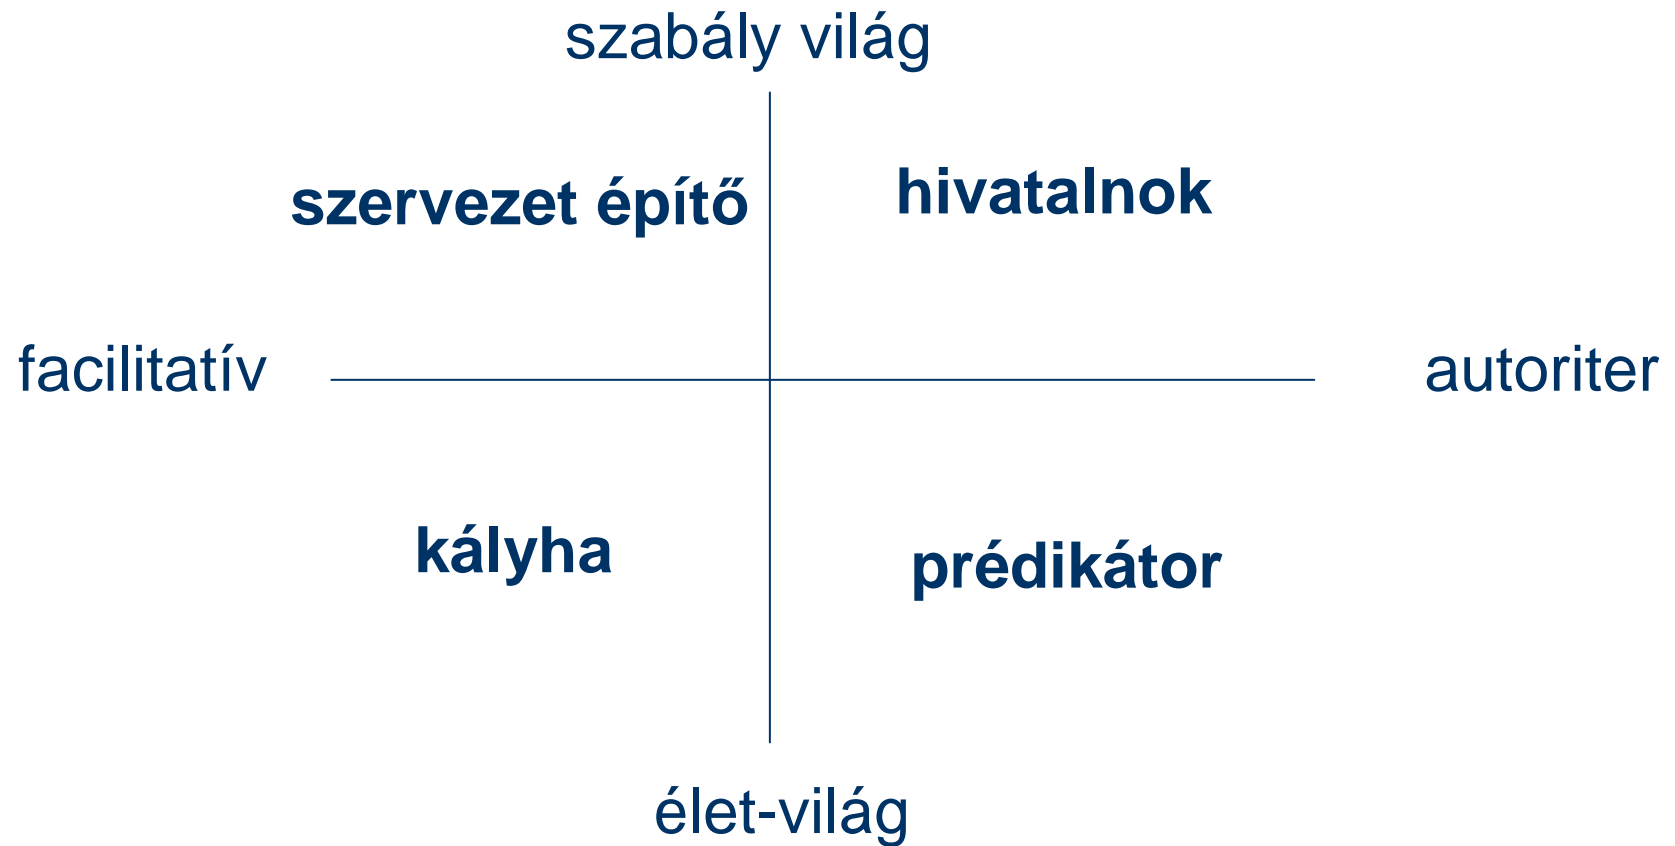 szabály világ
szervezet építő
hivatalnok
facilitatív
autoriter
kályha
prédikátor
élet-világ